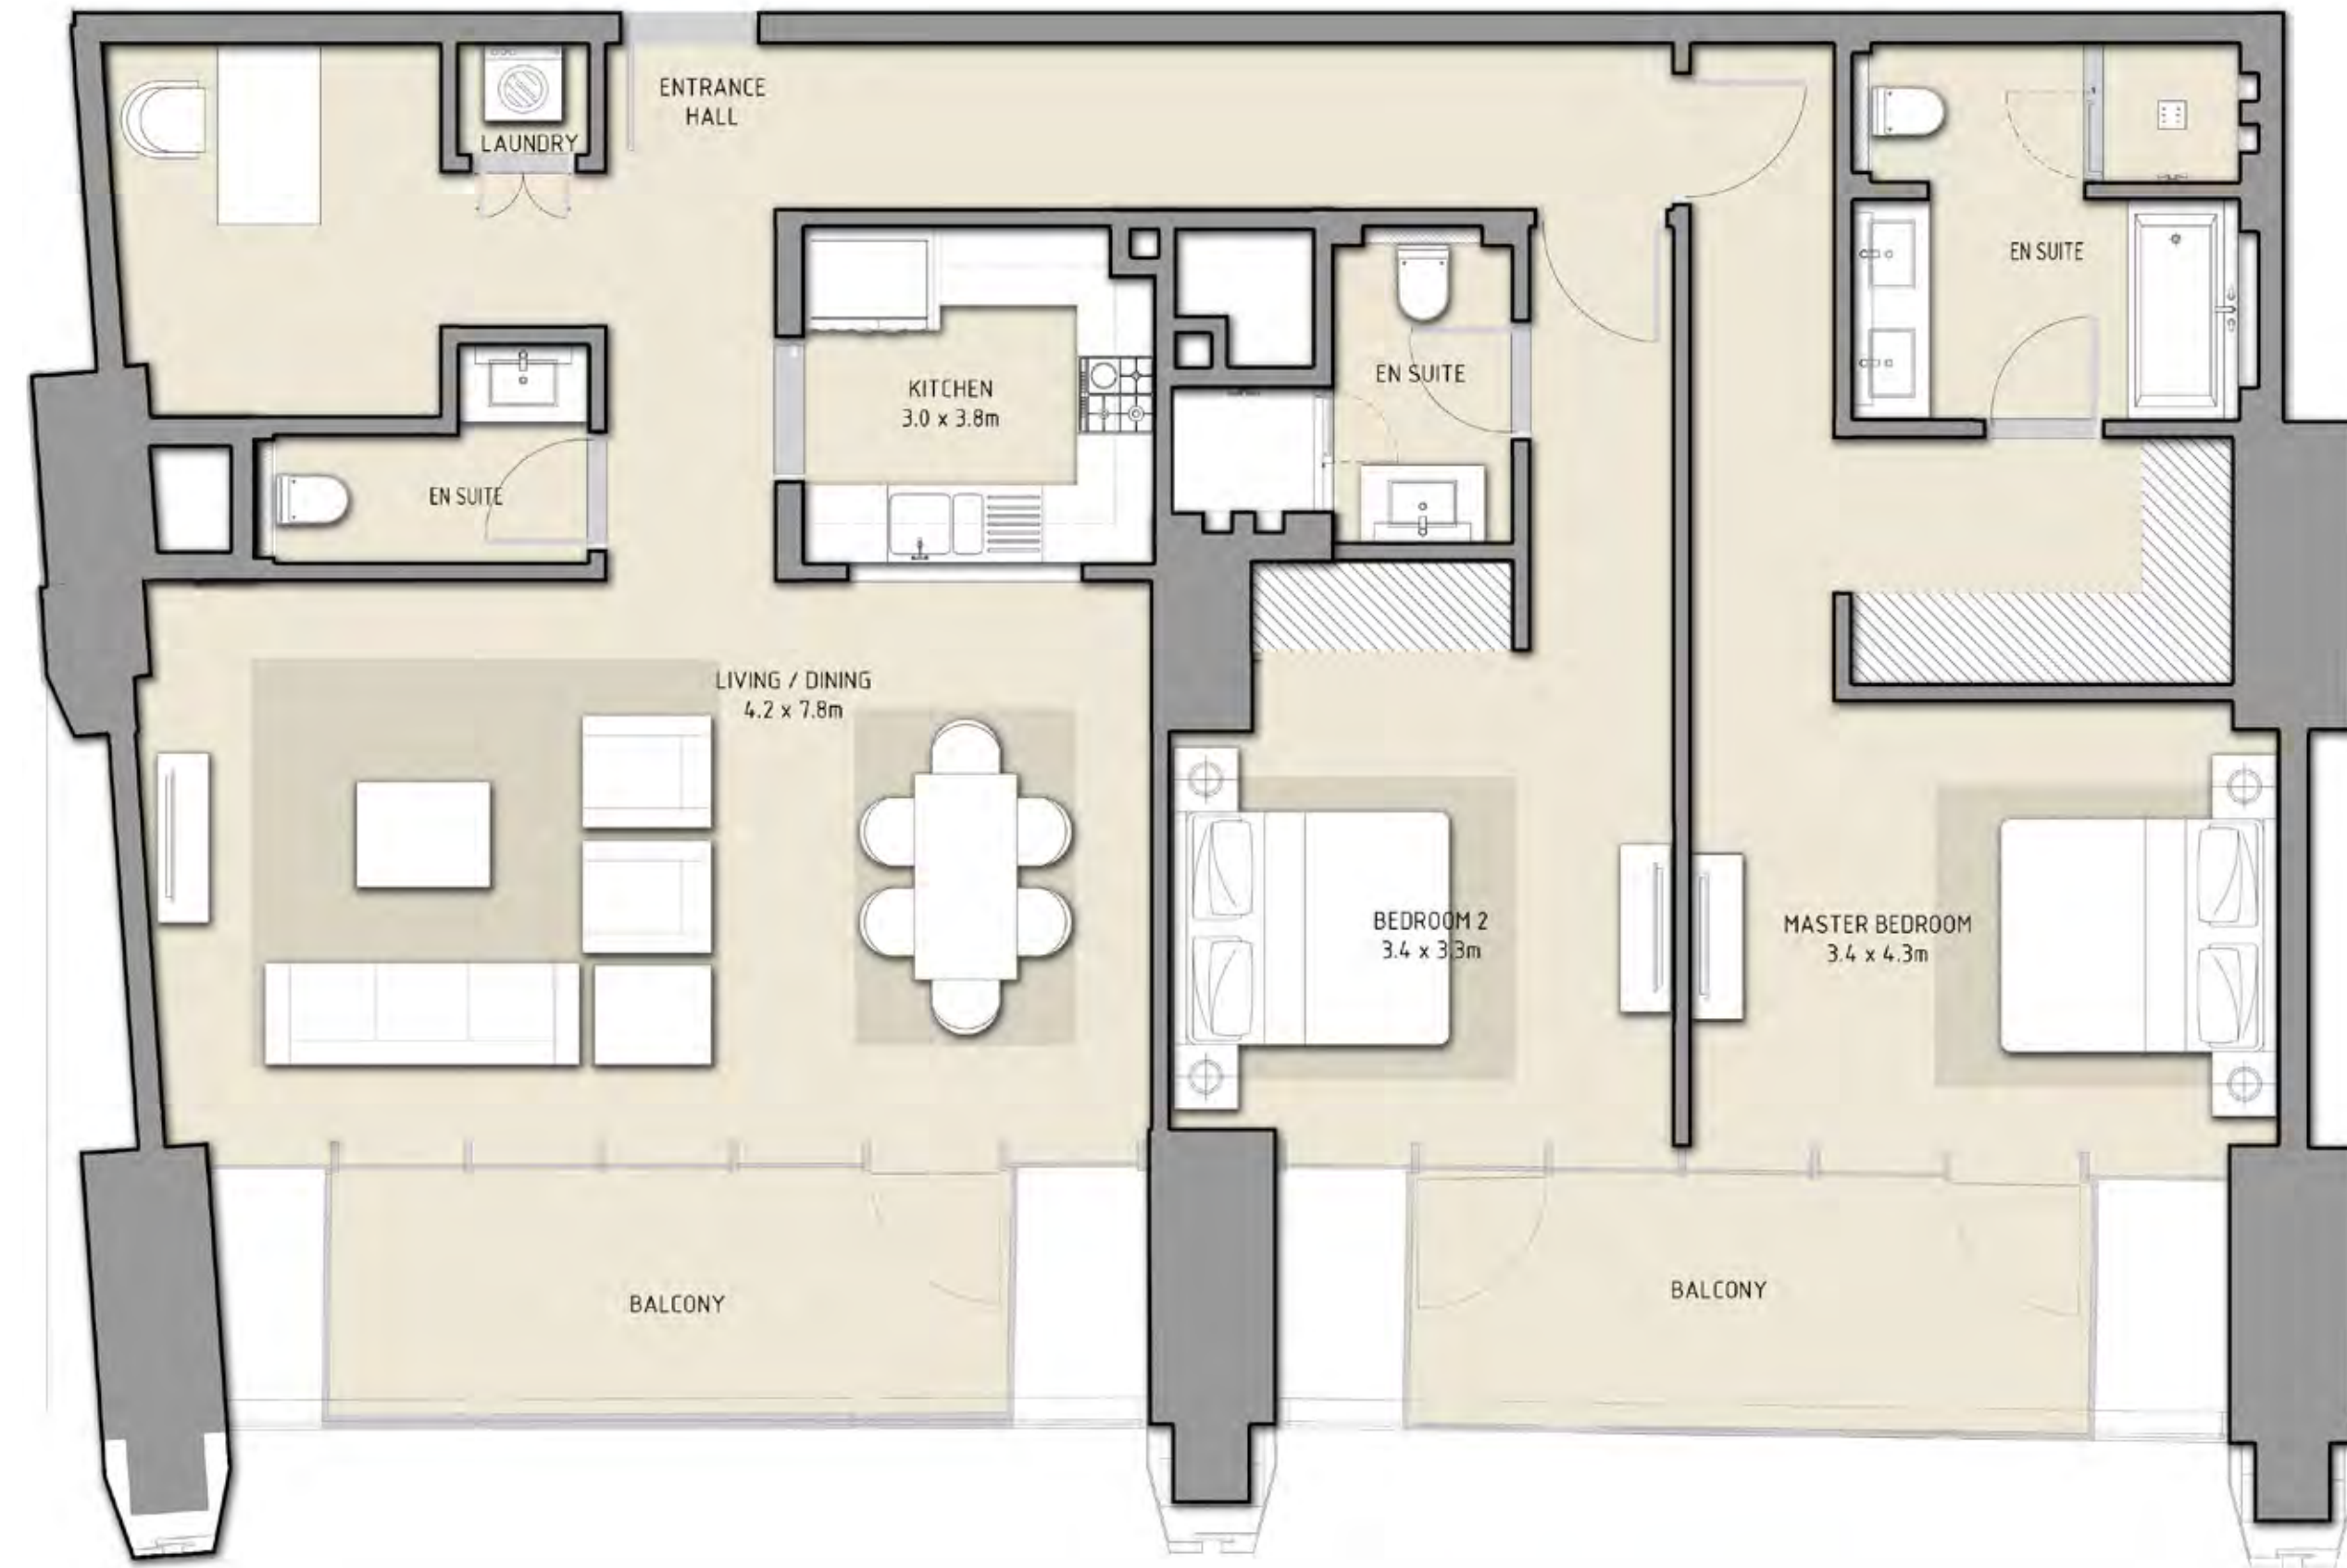 ENTRANCE
HALL
LAUNDRY
EN SUITE
KITCHEN
3.0 x 3.8m
EN SUITE
EN SUITE
LIVING / DINING
4.2 x 7.8m
BEDROOM 2
3.4 x 3.3m
MASTER BEDROOM
3.4 x 4.3m
BALCONY
BALCONY